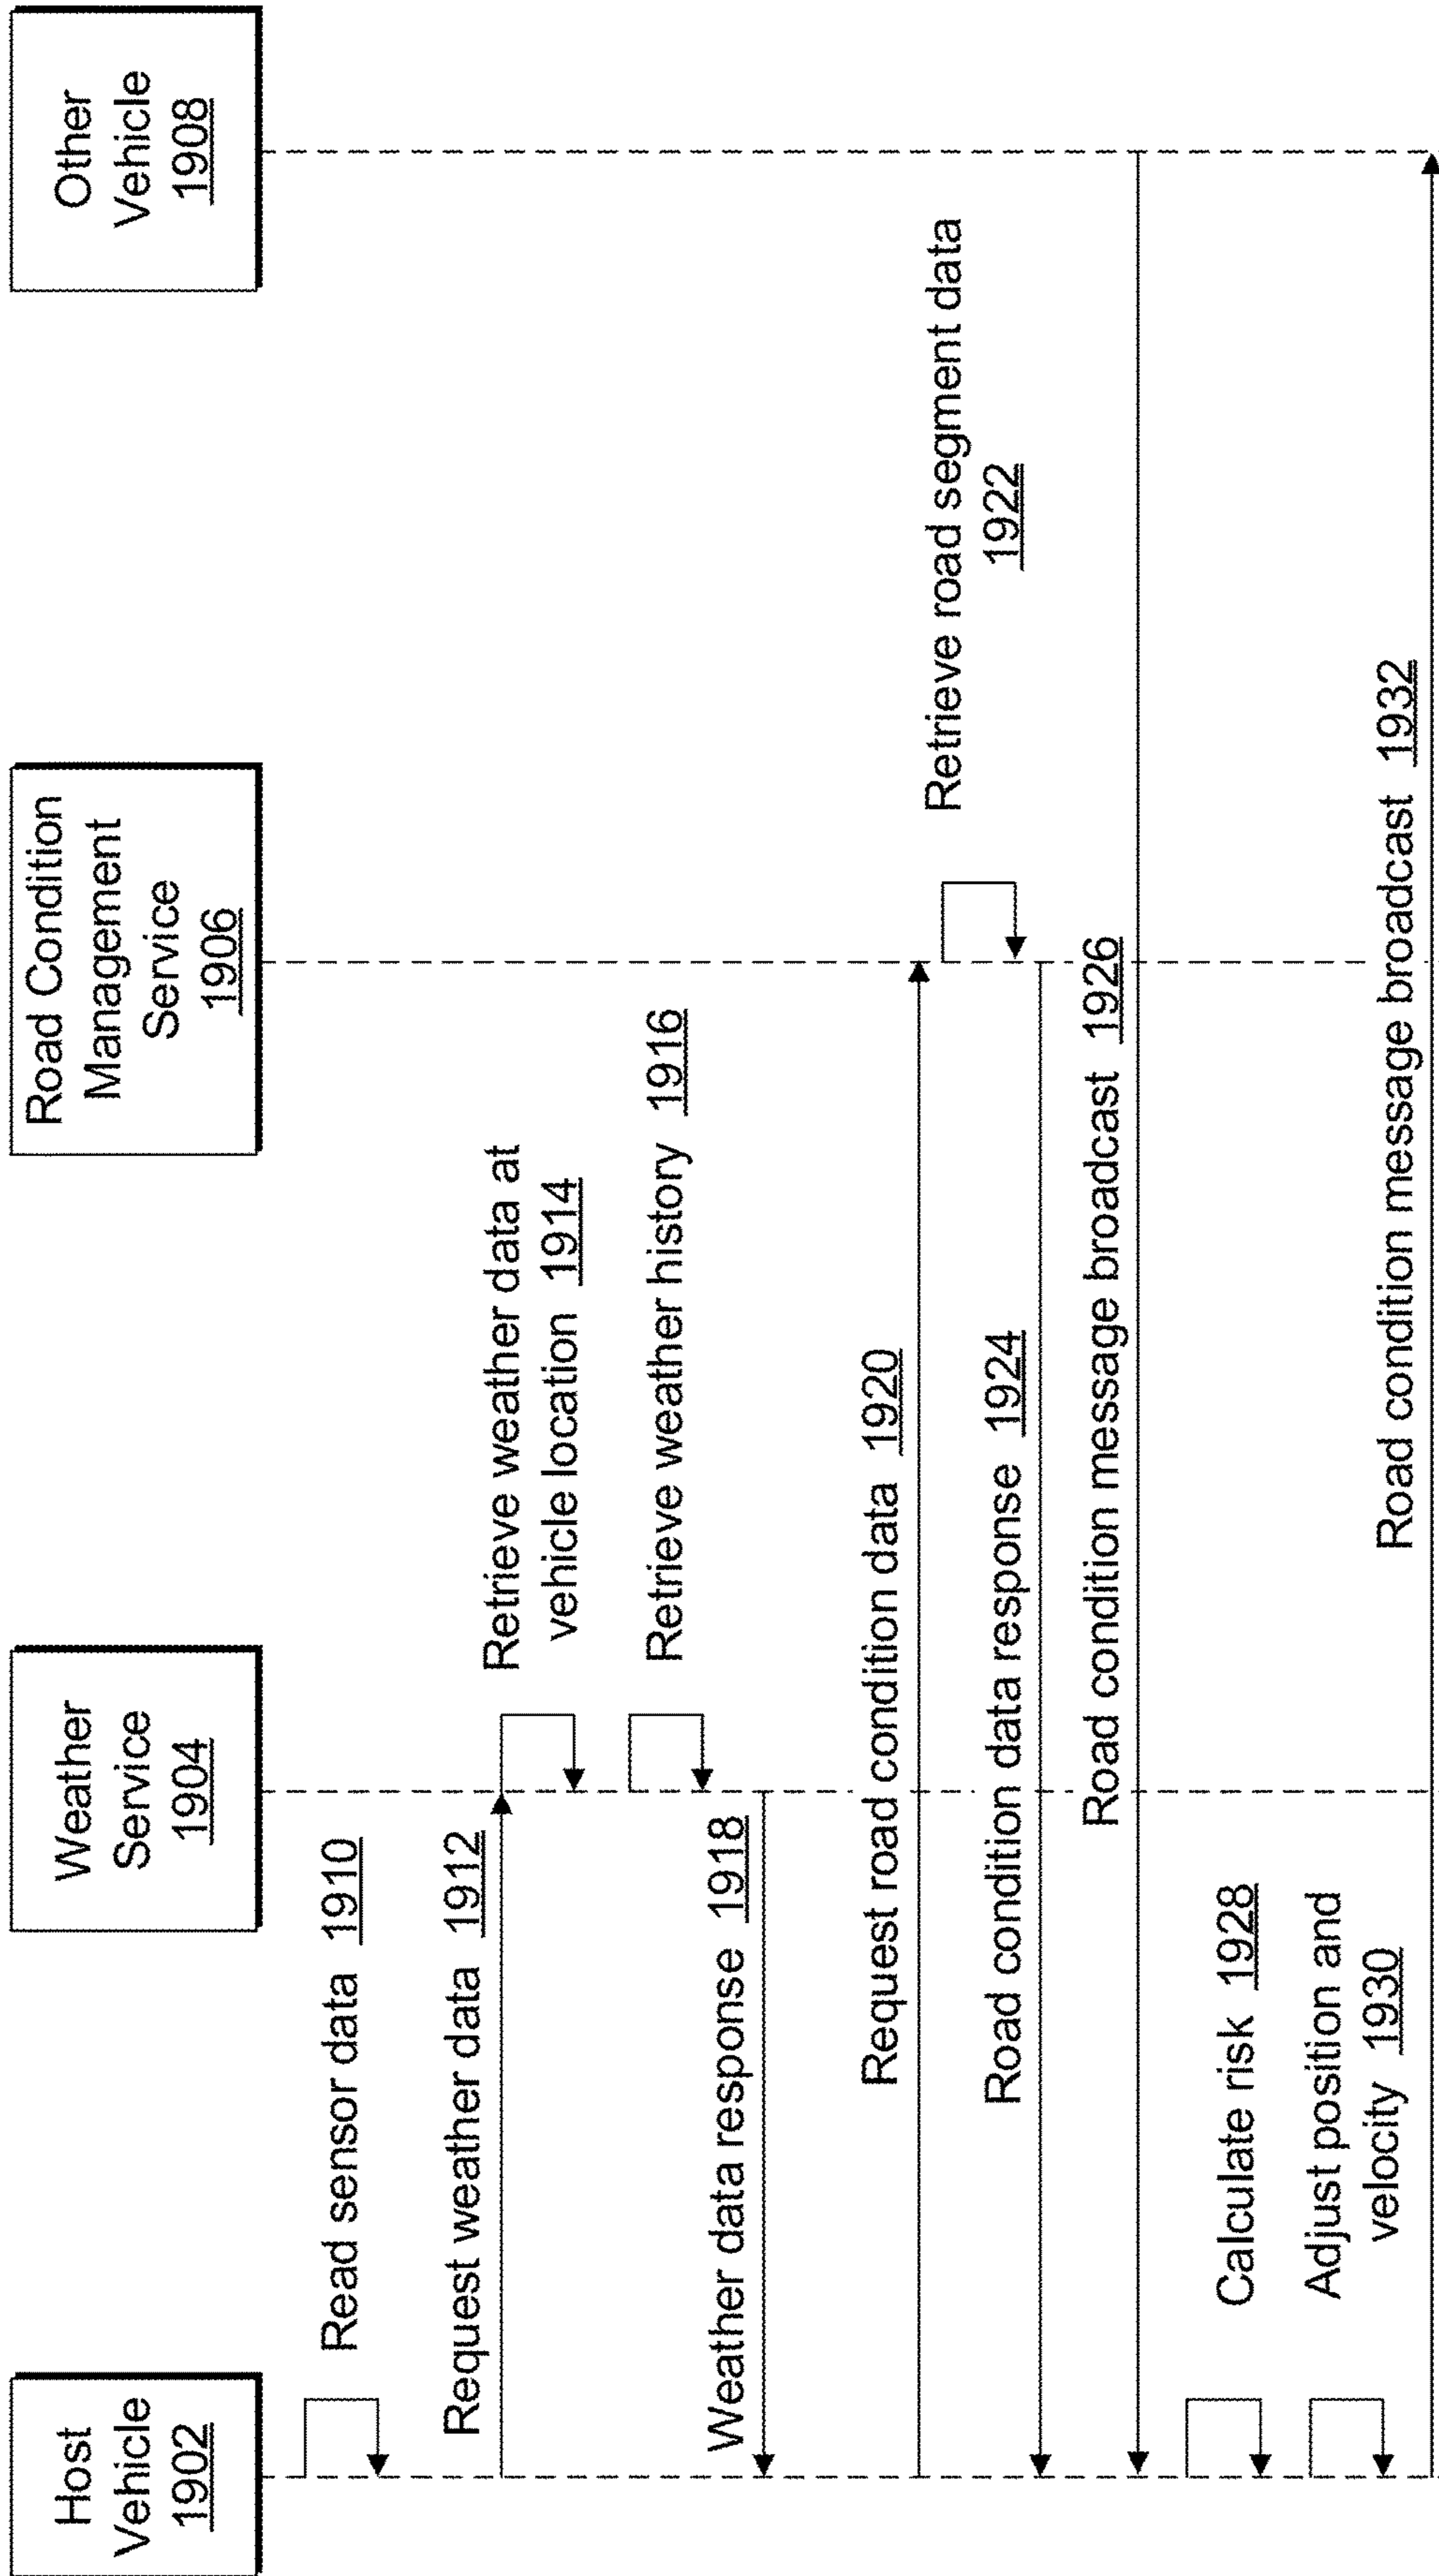 Host
Vehicle
1902
Weather
Service
1904
Road Condition
Management
Service
1906
Other
Vehicle
1908
Read sensor data 1910
Request weather data 1912
Retrieve weather data at
vehicle location 1914
Retrieve weather history 1916
Weather data response 1918
Request road condition data 1920
Retrieve road segment data
1922
Road condition data response 1924
Road condition message broadcast 1926
Calculate risk 1928
Adjust position and
velocity 1930
Road condition message broadcast 1932